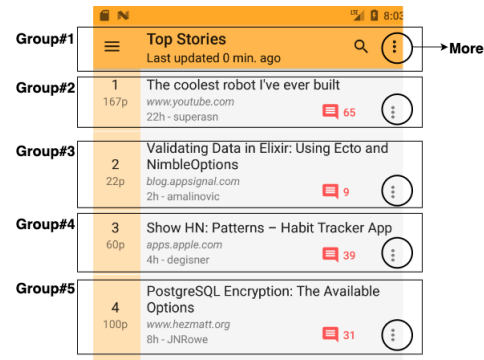 LTE 8:03
Group#1
Top Stories
Last updated 0 min. ago
More
Group#2
1
167p
The coolest robot I've ever built
www.youtube.com
22h - superasn
65
Group#3
2
22p
Validating Data in Elixir: Using Ecto and
NimbleOptions
blog.appsignal.com
2h - amalinovic
9
Group#4
3
60p
Show HN: Patterns – Habit Tracker App
apps.apple.com
4h - degisner
39
Group#5
4
100p
PostgreSQL Encryption: The Available
Options
www.hezmatt.org
8h - JNRowe
31